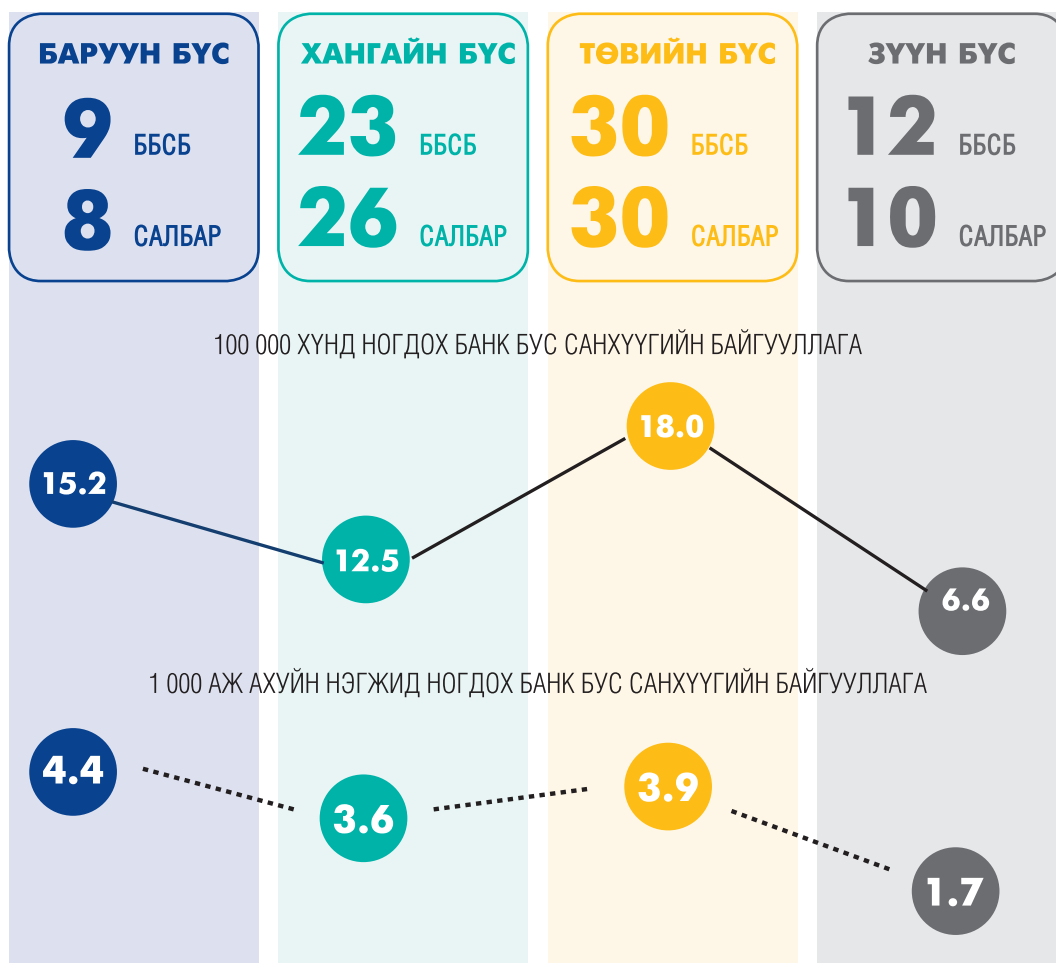 БАРУУН БҮС
9 ББСБ
8 САЛБАР
ХАНГАЙН БҮС
23 ББСБ
26 САЛБАР
ТӨВИЙН БҮС
30 ББСБ
30 САЛБАР
ЗҮҮН БҮС
12 ББСБ
10 САЛБАР
100 000 ХҮНД НОГДОХ БАНК БУС САНХҮҮГИЙН БАЙГУУЛЛАГА
15.2
12.5
18.0
6.6
1 000 АЖ АХУЙН НЭГЖИД НОГДОХ БАНК БУС САНХҮҮГИЙН БАЙГУУЛЛАГА
4.4
3.6
3.9
1.7